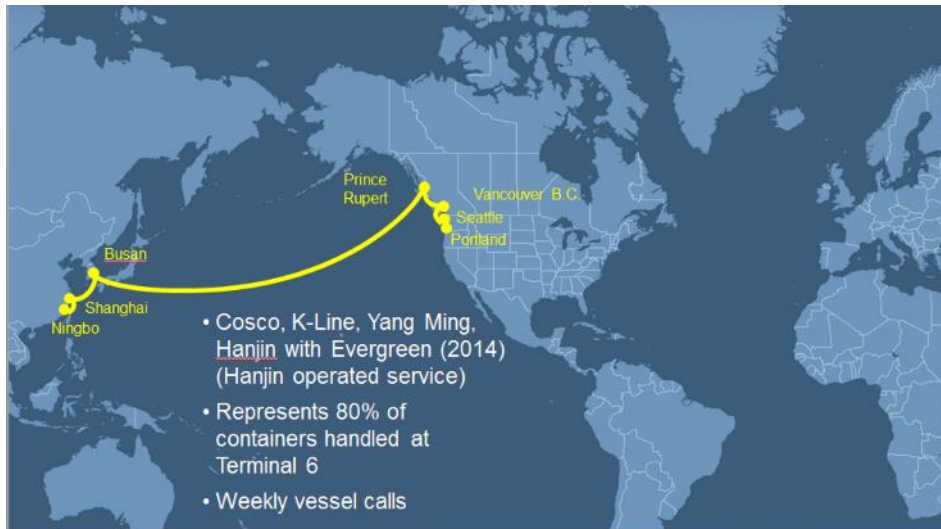 Prince
Rupert
Vancouver B.C.
Seattle
Portland
Busan
Shanghai
Ningbo
• Cosco, K-Line, Yang Ming,
Hanjin with Evergreen (2014)
(Hanjin operated service)
• Represents 80% of
containers handled at
Terminal 6
• Weekly vessel calls